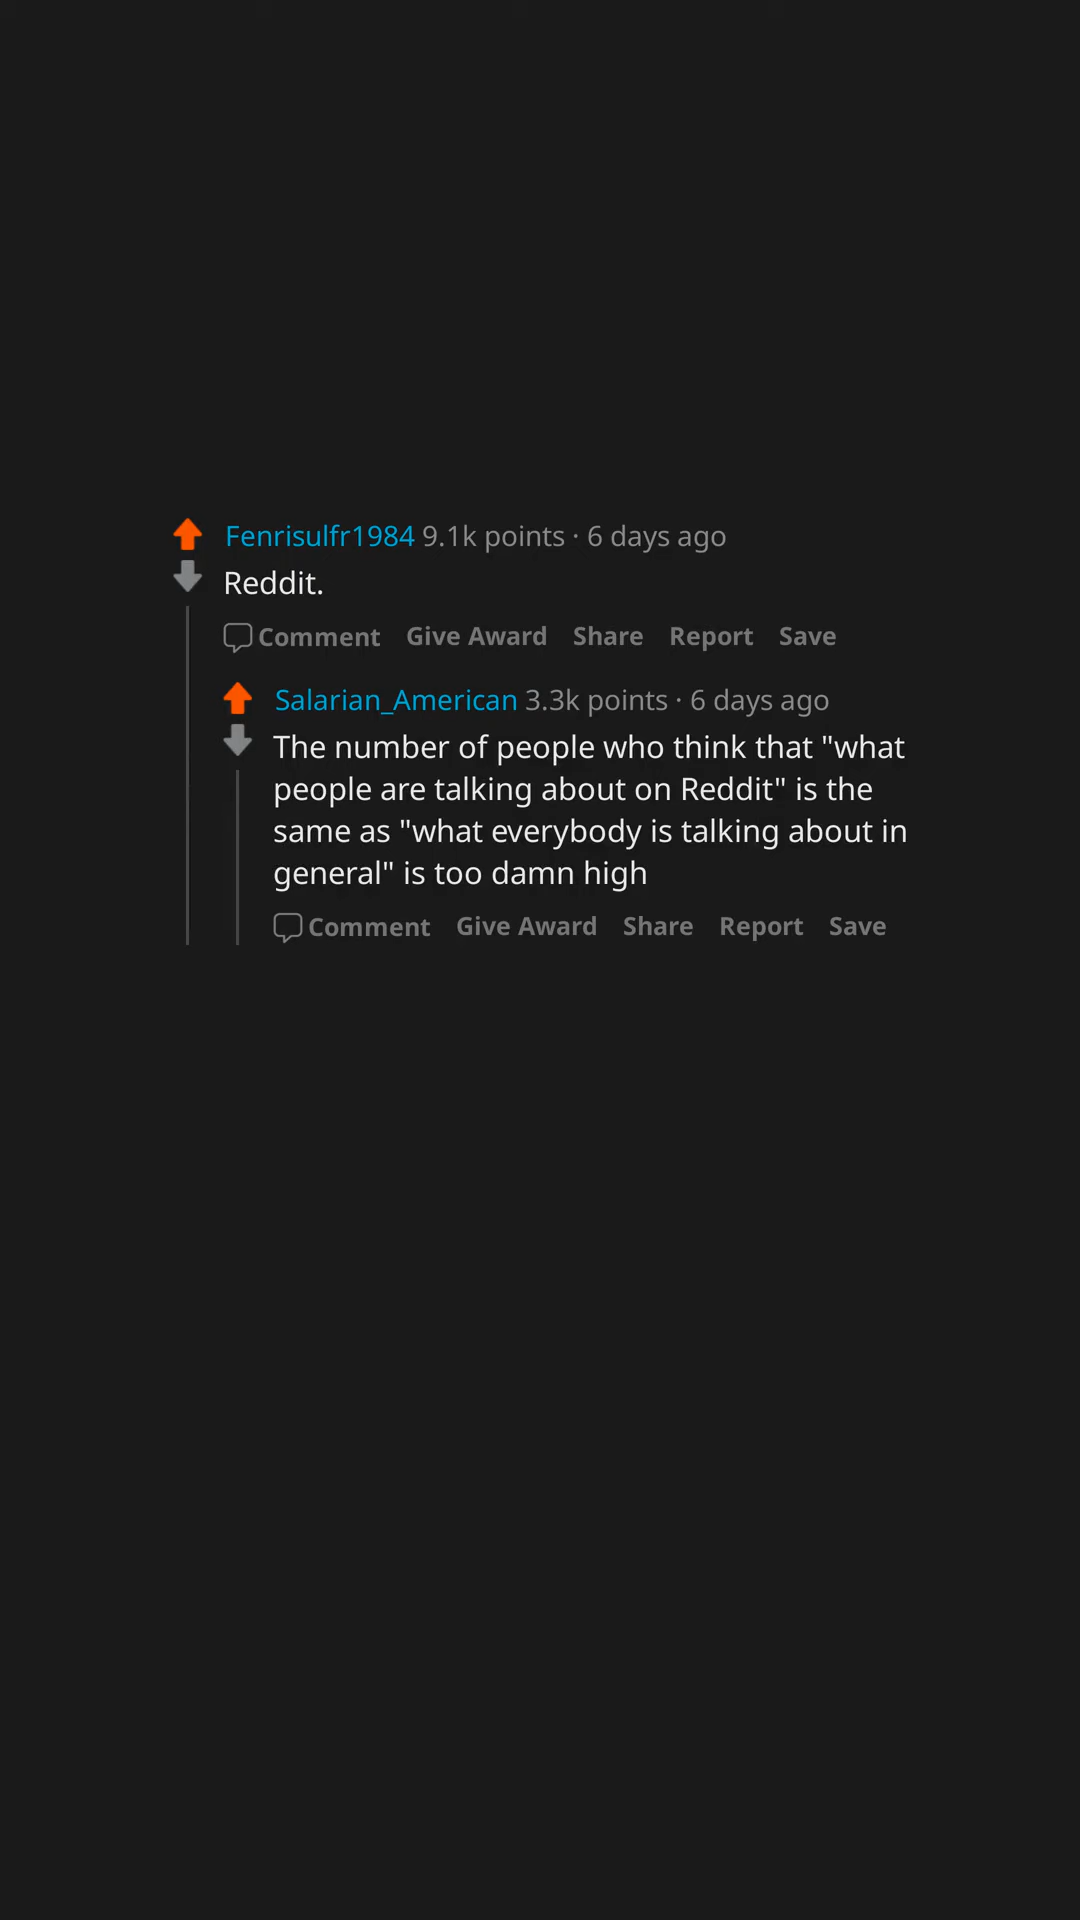 Fenrisulfr1984 9.1k points · 6 days ago
Reddit.
Comment Give Award Share Report Save
Salarian_American 3.3k points · 6 days ago
The number of people who think that "what
people are talking about on Reddit" is the
same as "what everybody is talking about in
general" is too damn high
Comment Give Award Share Report Save